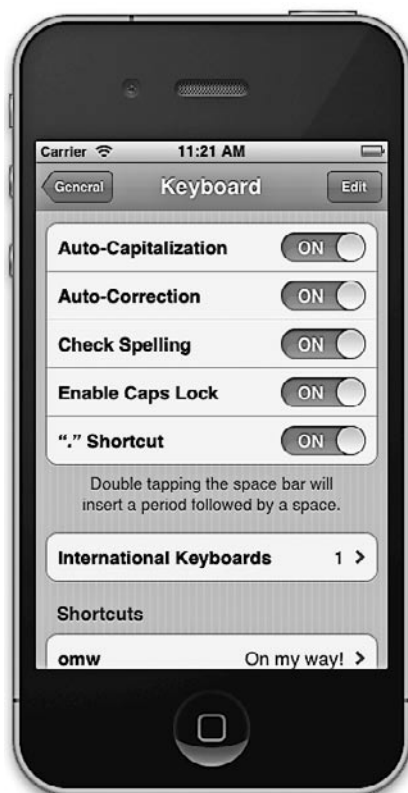 Carrier 11:21 AM
General Keyboard Edit
Auto-Capitalization ON
Auto-Correction ON
Check Spelling ON
Enable Caps Lock ON
“.” Shortcut ON
Double tapping the space bar will
insert a period followed by a space.
International Keyboards 1 >
Shortcuts
omw On my way! >